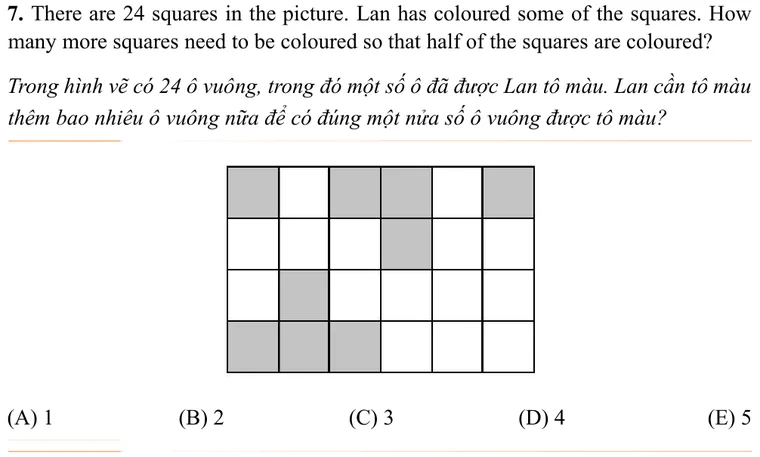 7. There are 24 squares in the picture. Lan has coloured some of the squares. How
many more squares need to be coloured so that half of the squares are coloured?
Trong hình vẽ có 24 ô vuông, trong đó một số ô đã được Lan tô màu. Lan cần tô màu
thêm bao nhiêu ô vuông nữa để có đúng một nửa số ô vuông được tô màu?
(A) 1 (B) 2 (C) 3 (D) 4 (E) 5